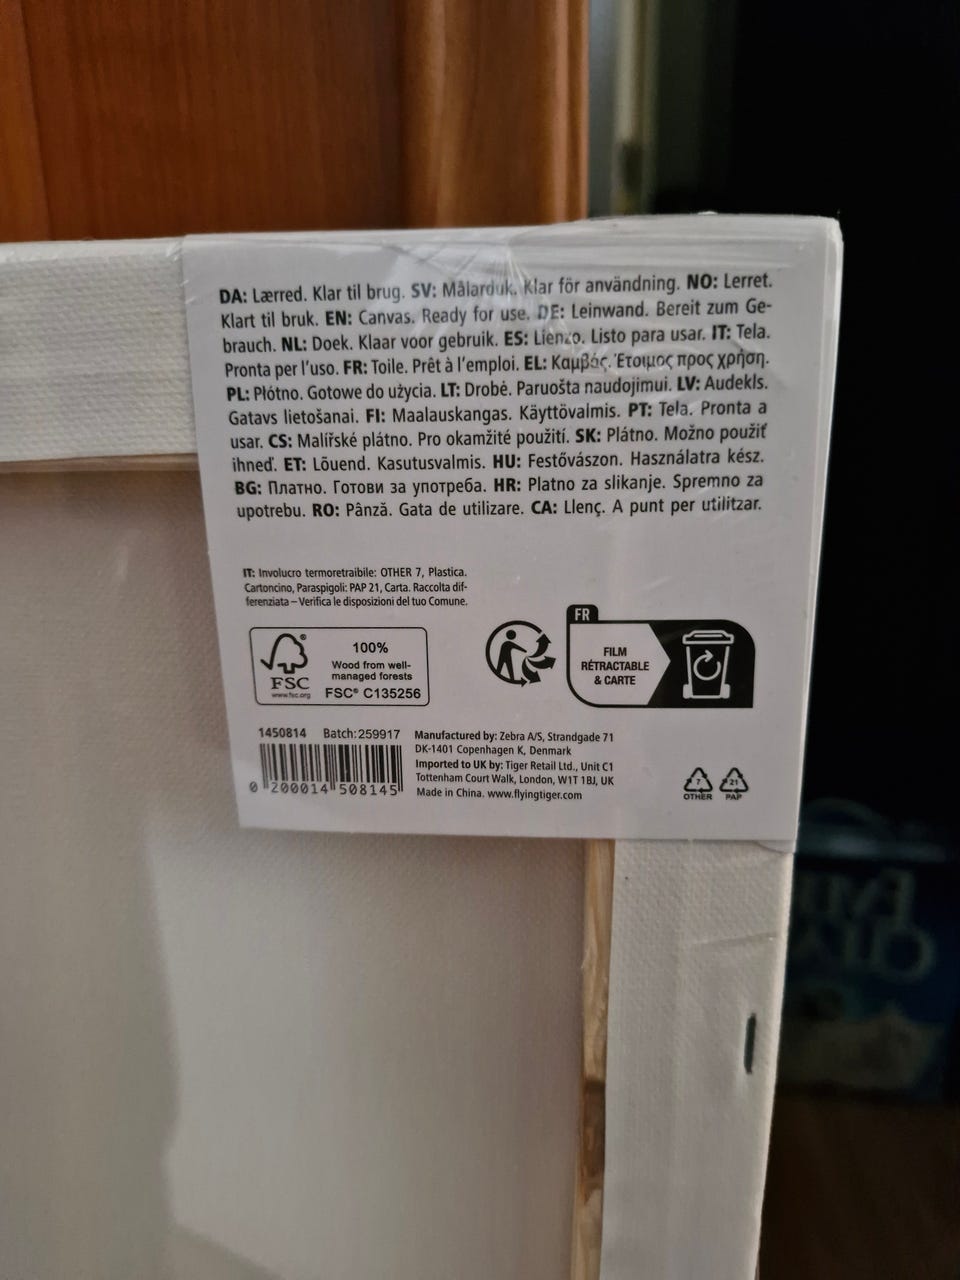 DA: Lærred. Klar til brug. SV: Målarduk. Klar för användning. NO: Lerret.
Klart til bruk. EN: Canvas. Ready for use. DE: Leinwand. Bereit zum Ge-
brauch. NL: Doek. Klaar voor gebruik. ES: Lienzo. Listo para usar. IT: Tela.
Pronta per l'uso. FR: Toile. Prêt à l'emploi. EL: Καμβάς. Έτοιμος προς χρήση.
PL: Płótno. Gotowe do użycia. LT: Drobė. Paruošta naudojimui. LV: Audekls.
Gatavs lietošanai. FI: Maalauskangas. Käyttövalmis. PT: Tela. Pronta a
usar. CS: Malířské plátno. Pro okamžité použití. SK: Plátno. Možno použiť
ihneď. ET: Lõuend. Kasutusvalmis. HU: Festővászon. Használatra kész.
BG: Платно. Готови за употреба. HR: Platno za slikanje. Spremno za
upotrebu. RO: Pânză. Gata de utilizare. CA: Llenç. A punt per utilitzar.
IT: Involucro termoretraibile: OTHER 7, Plastica.
Cartoncino, Paraspigoli: PAP 21, Carta. Raccolta dif-
ferenziata – Verifica le disposizioni del tuo Comune.
FSC®
www.fsc.org
100%
Wood from well-
managed forests
FSC® C135256
FR
FILM
RÉTRACTABLE
& CARTE
1450814 Batch: 259917
0 200014 508145
Manufactured by: Zebra A/S, Strandgade 71
DK-1401 Copenhagen K, Denmark
Imported to UK by: Tiger Retail Ltd., Unit C1
Tottenham Court Walk, London, W1T 1BJ, UK
Made in China. www.flyingtiger.com
7
OTHER
21
PAP